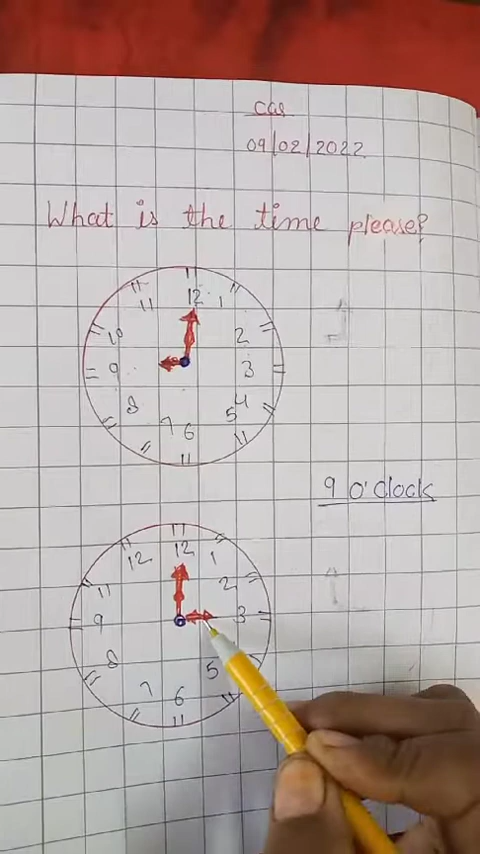 CW
09/02/2022
What is the time please?
12
11 1
10 2
9 3
8 4
7 6 5
9 o'clock
12 12 1
11 2
9 3
8
7 6 5